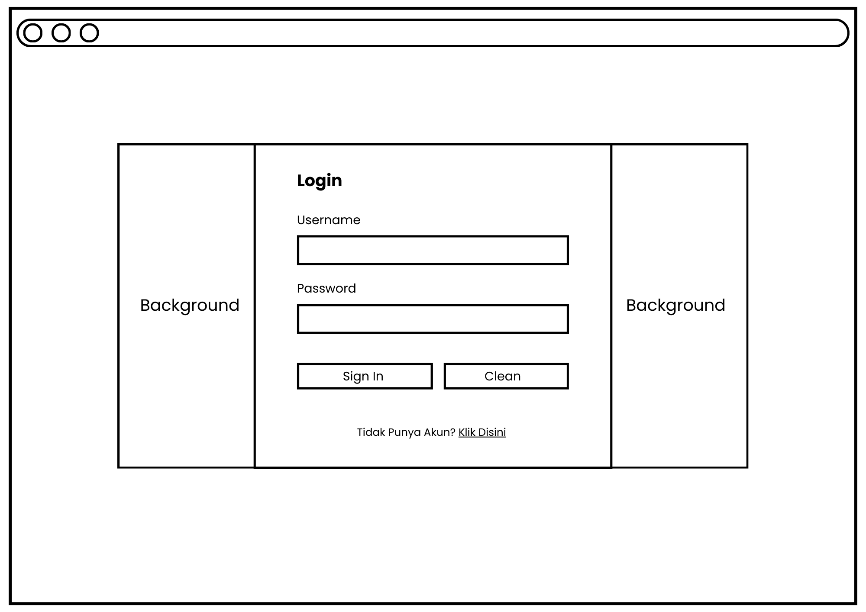 Login
Username
Password
Background
Background
Sign In
Clean
Tidak Punya Akun? Klik Disini